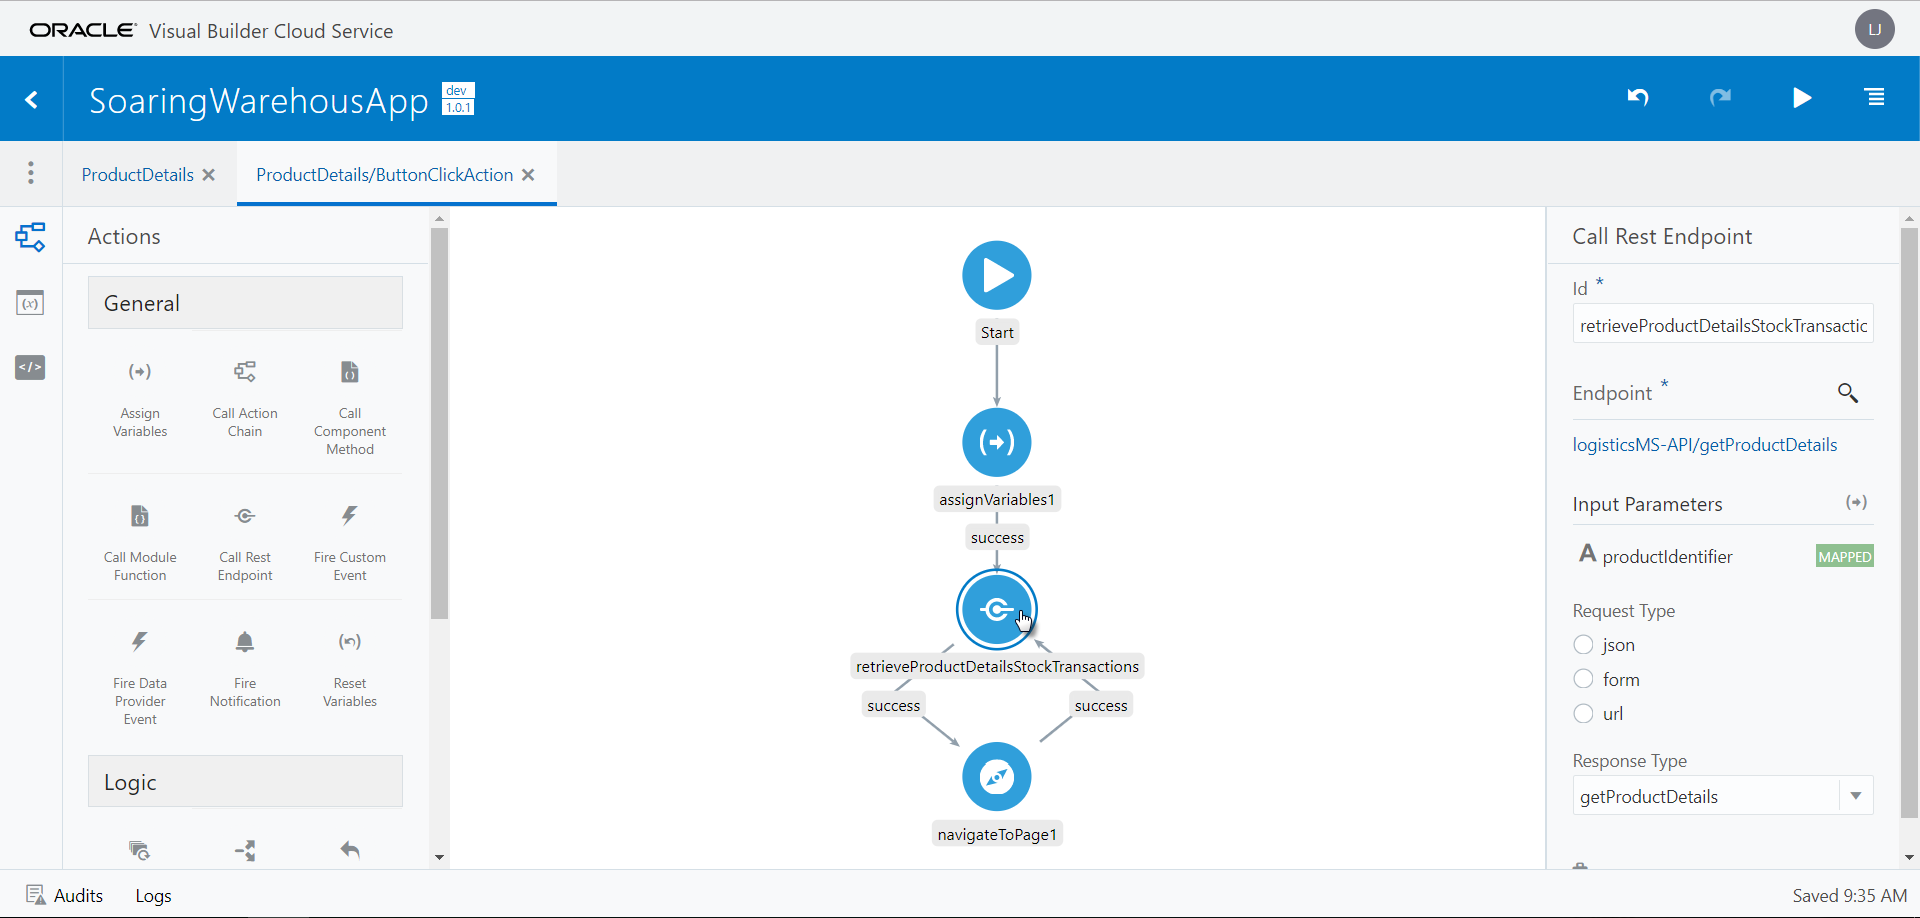 ORACLE Visual Builder Cloud Service
IJ
SoaringWarehousApp
dev
1.0.1
ProductDetails
ProductDetails/ButtonClickAction
Actions
General
Assign Variables
Call Action Chain
Call Component Method
Call Module Function
Call Rest Endpoint
Fire Custom Event
Fire Data Provider Event
Fire Notification
Reset Variables
Logic
Start
assignVariables1
success
retrieveProductDetailsStockTransactions
success
success
navigateToPage1
Call Rest Endpoint
Id *
retrieveProductDetailsStockTransactic
Endpoint *
logisticsMS-API/getProductDetails
Input Parameters
A productIdentifier MAPPED
Request Type
json
form
url
Response Type
getProductDetails
Audits
Logs
Saved 9:35 AM